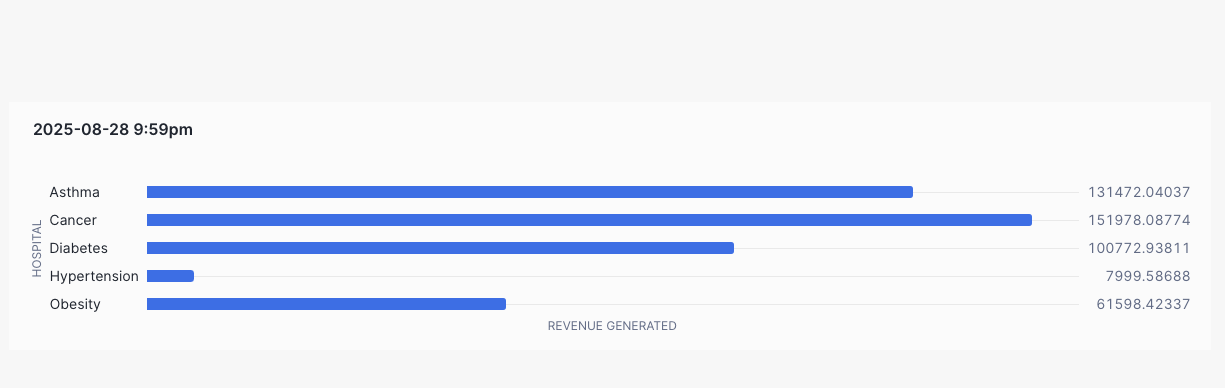 2025-08-28 9:59pm
HOSPITAL
Asthma 131472.04037
Cancer 151978.08774
Diabetes 100772.93811
Hypertension 7999.58688
Obesity 61598.42337
REVENUE GENERATED